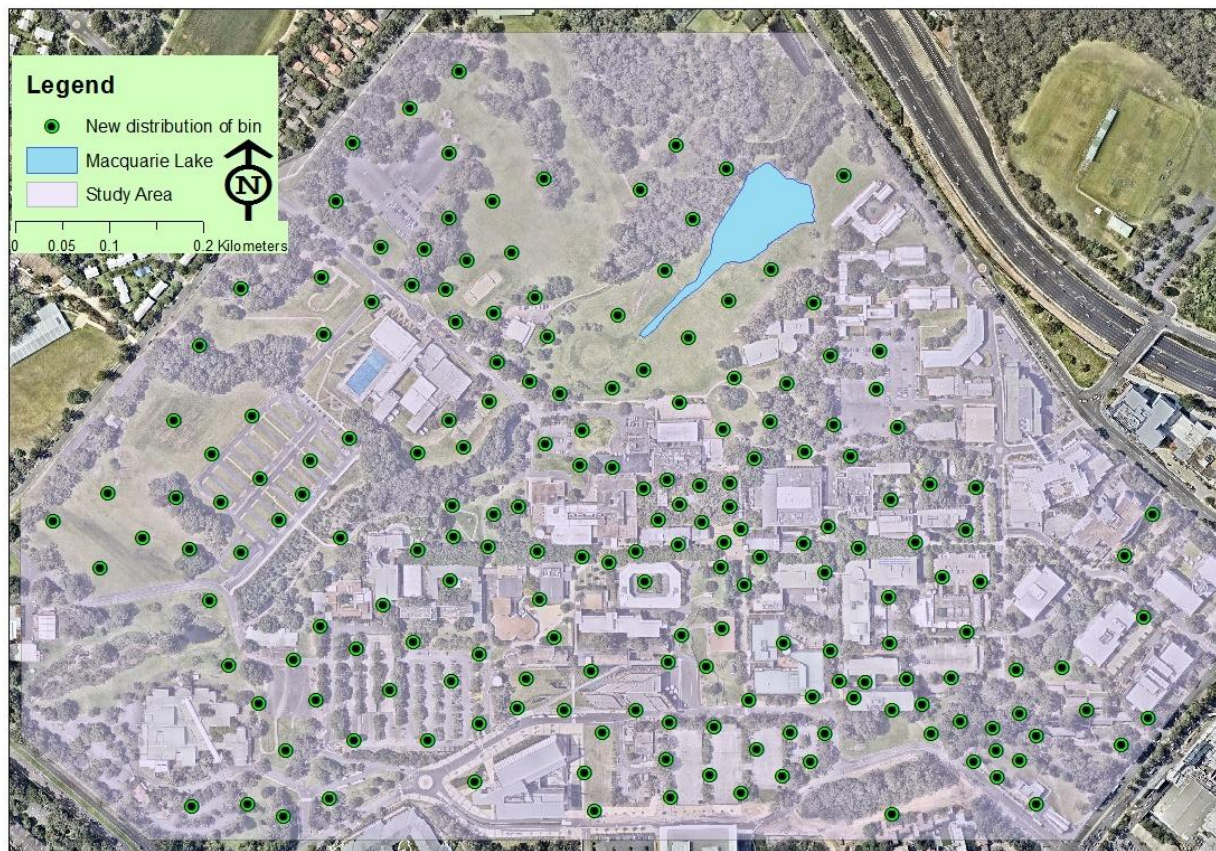 Legend
New distribution of bin
Macquarie Lake
Study Area
N
0 0.05 0.1 0.2 Kilometers